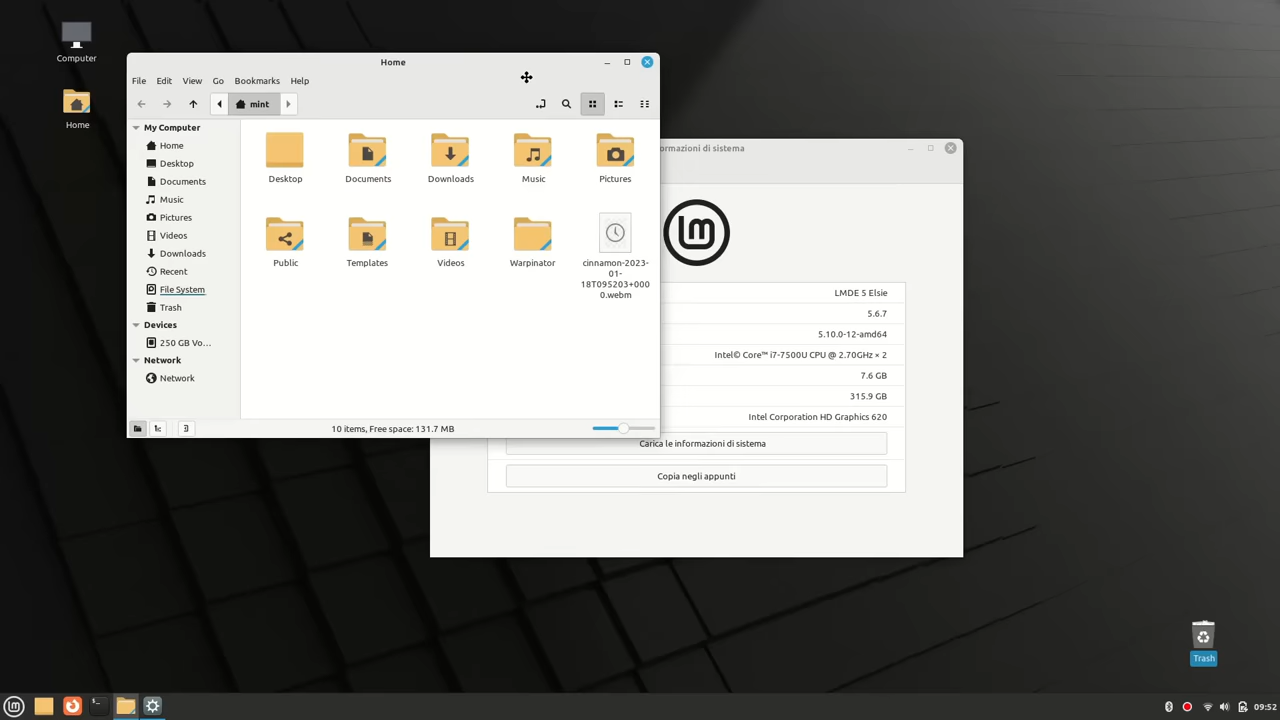 Computer
Home
Home
File Edit View Go Bookmarks Help
mint
My Computer
Home
Desktop
Documents
Music
Pictures
Videos
Downloads
Recent
File System
Trash
Devices
250 GB Vo...
Network
Network
Desktop
Documents
Downloads
Music
Pictures
Public
Templates
Videos
Warpinator
cinnamon-2023-
01-
18T095203+000
0.webm
10 items, Free space: 131.7 MB
formazioni di sistema
LMDE 5 Elsie
5.6.7
5.10.0-12-amd64
Intel© Core™ i7-7500U CPU @ 2.70GHz × 2
7.6 GB
315.9 GB
Intel Corporation HD Graphics 620
Carica le informazioni di sistema
Copia negli appunti
Trash
09:52